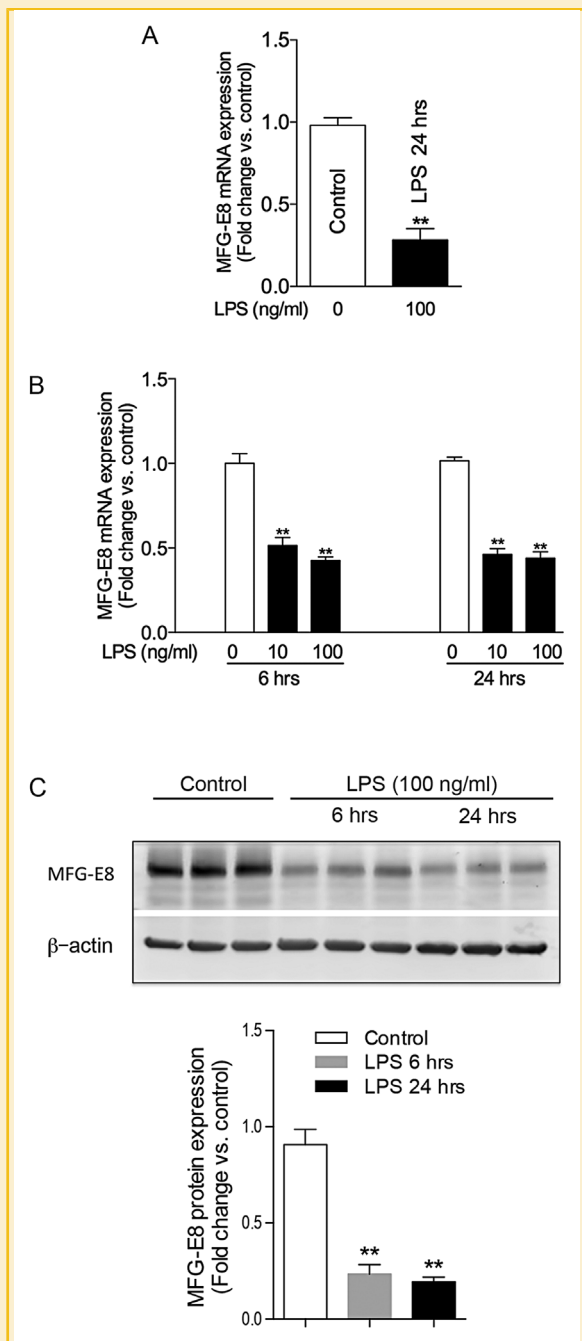 A
MFG-E8 mRNA expression
(Fold change vs. control)
1.5
1.0
0.5
0.0
Control
LPS 24 hrs
**
LPS (ng/ml) 0 100
B
MFG-E8 mRNA expression
(Fold change vs. control)
1.5
1.0
0.5
0.0
** **
** **
LPS (ng/ml) 0 10 100 0 10 100
6 hrs 24 hrs
C
Control LPS (100 ng/ml)
6 hrs 24 hrs
MFG-E8
β-actin
MFG-E8 protein expression
(Fold change vs. control)
1.5
1.0
0.5
0.0
Control
LPS 6 hrs
LPS 24 hrs
** **